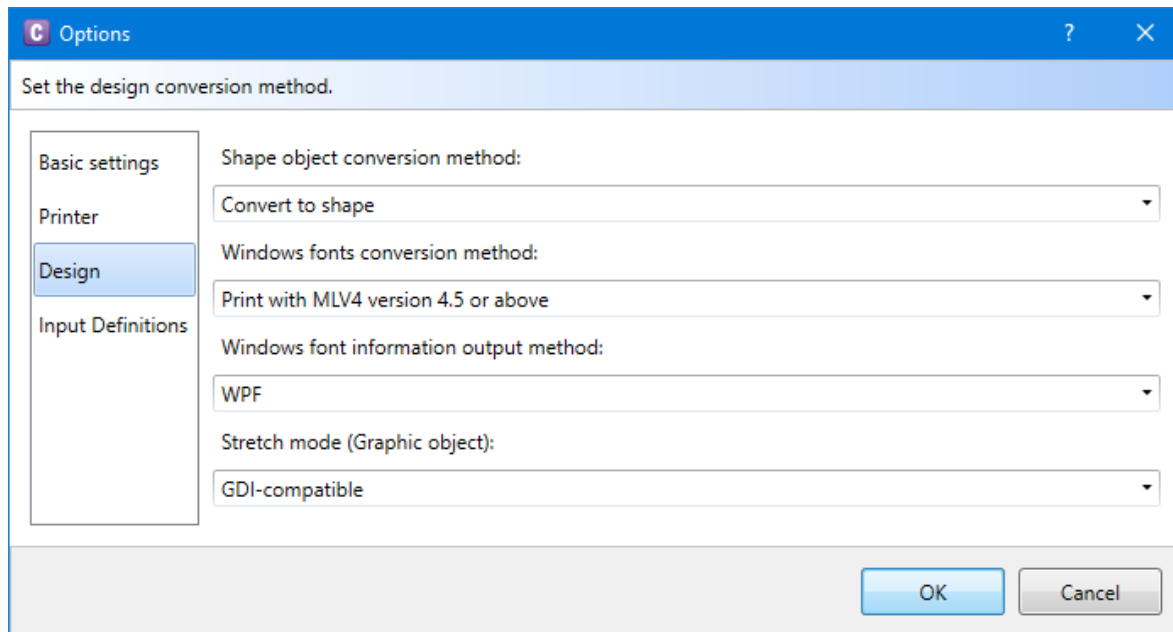 C Options ?
Set the design conversion method.
Basic settings
Printer
Design
Input Definitions
Shape object conversion method:
Convert to shape
Windows fonts conversion method:
Print with MLV4 version 4.5 or above
Windows font information output method:
WPF
Stretch mode (Graphic object):
GDI-compatible
OK
Cancel